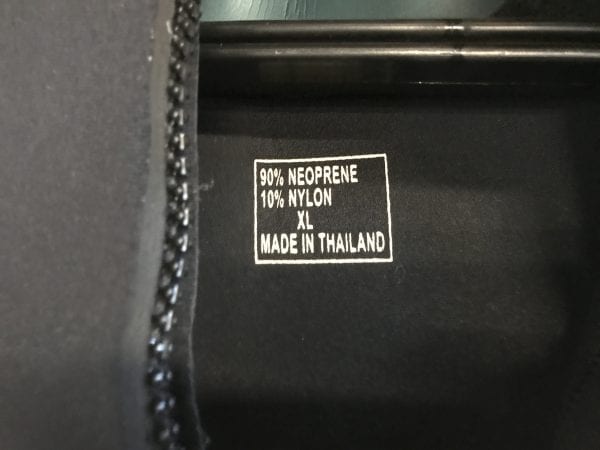 90% NEOPRENE
10% NYLON
XL
MADE IN THAILAND